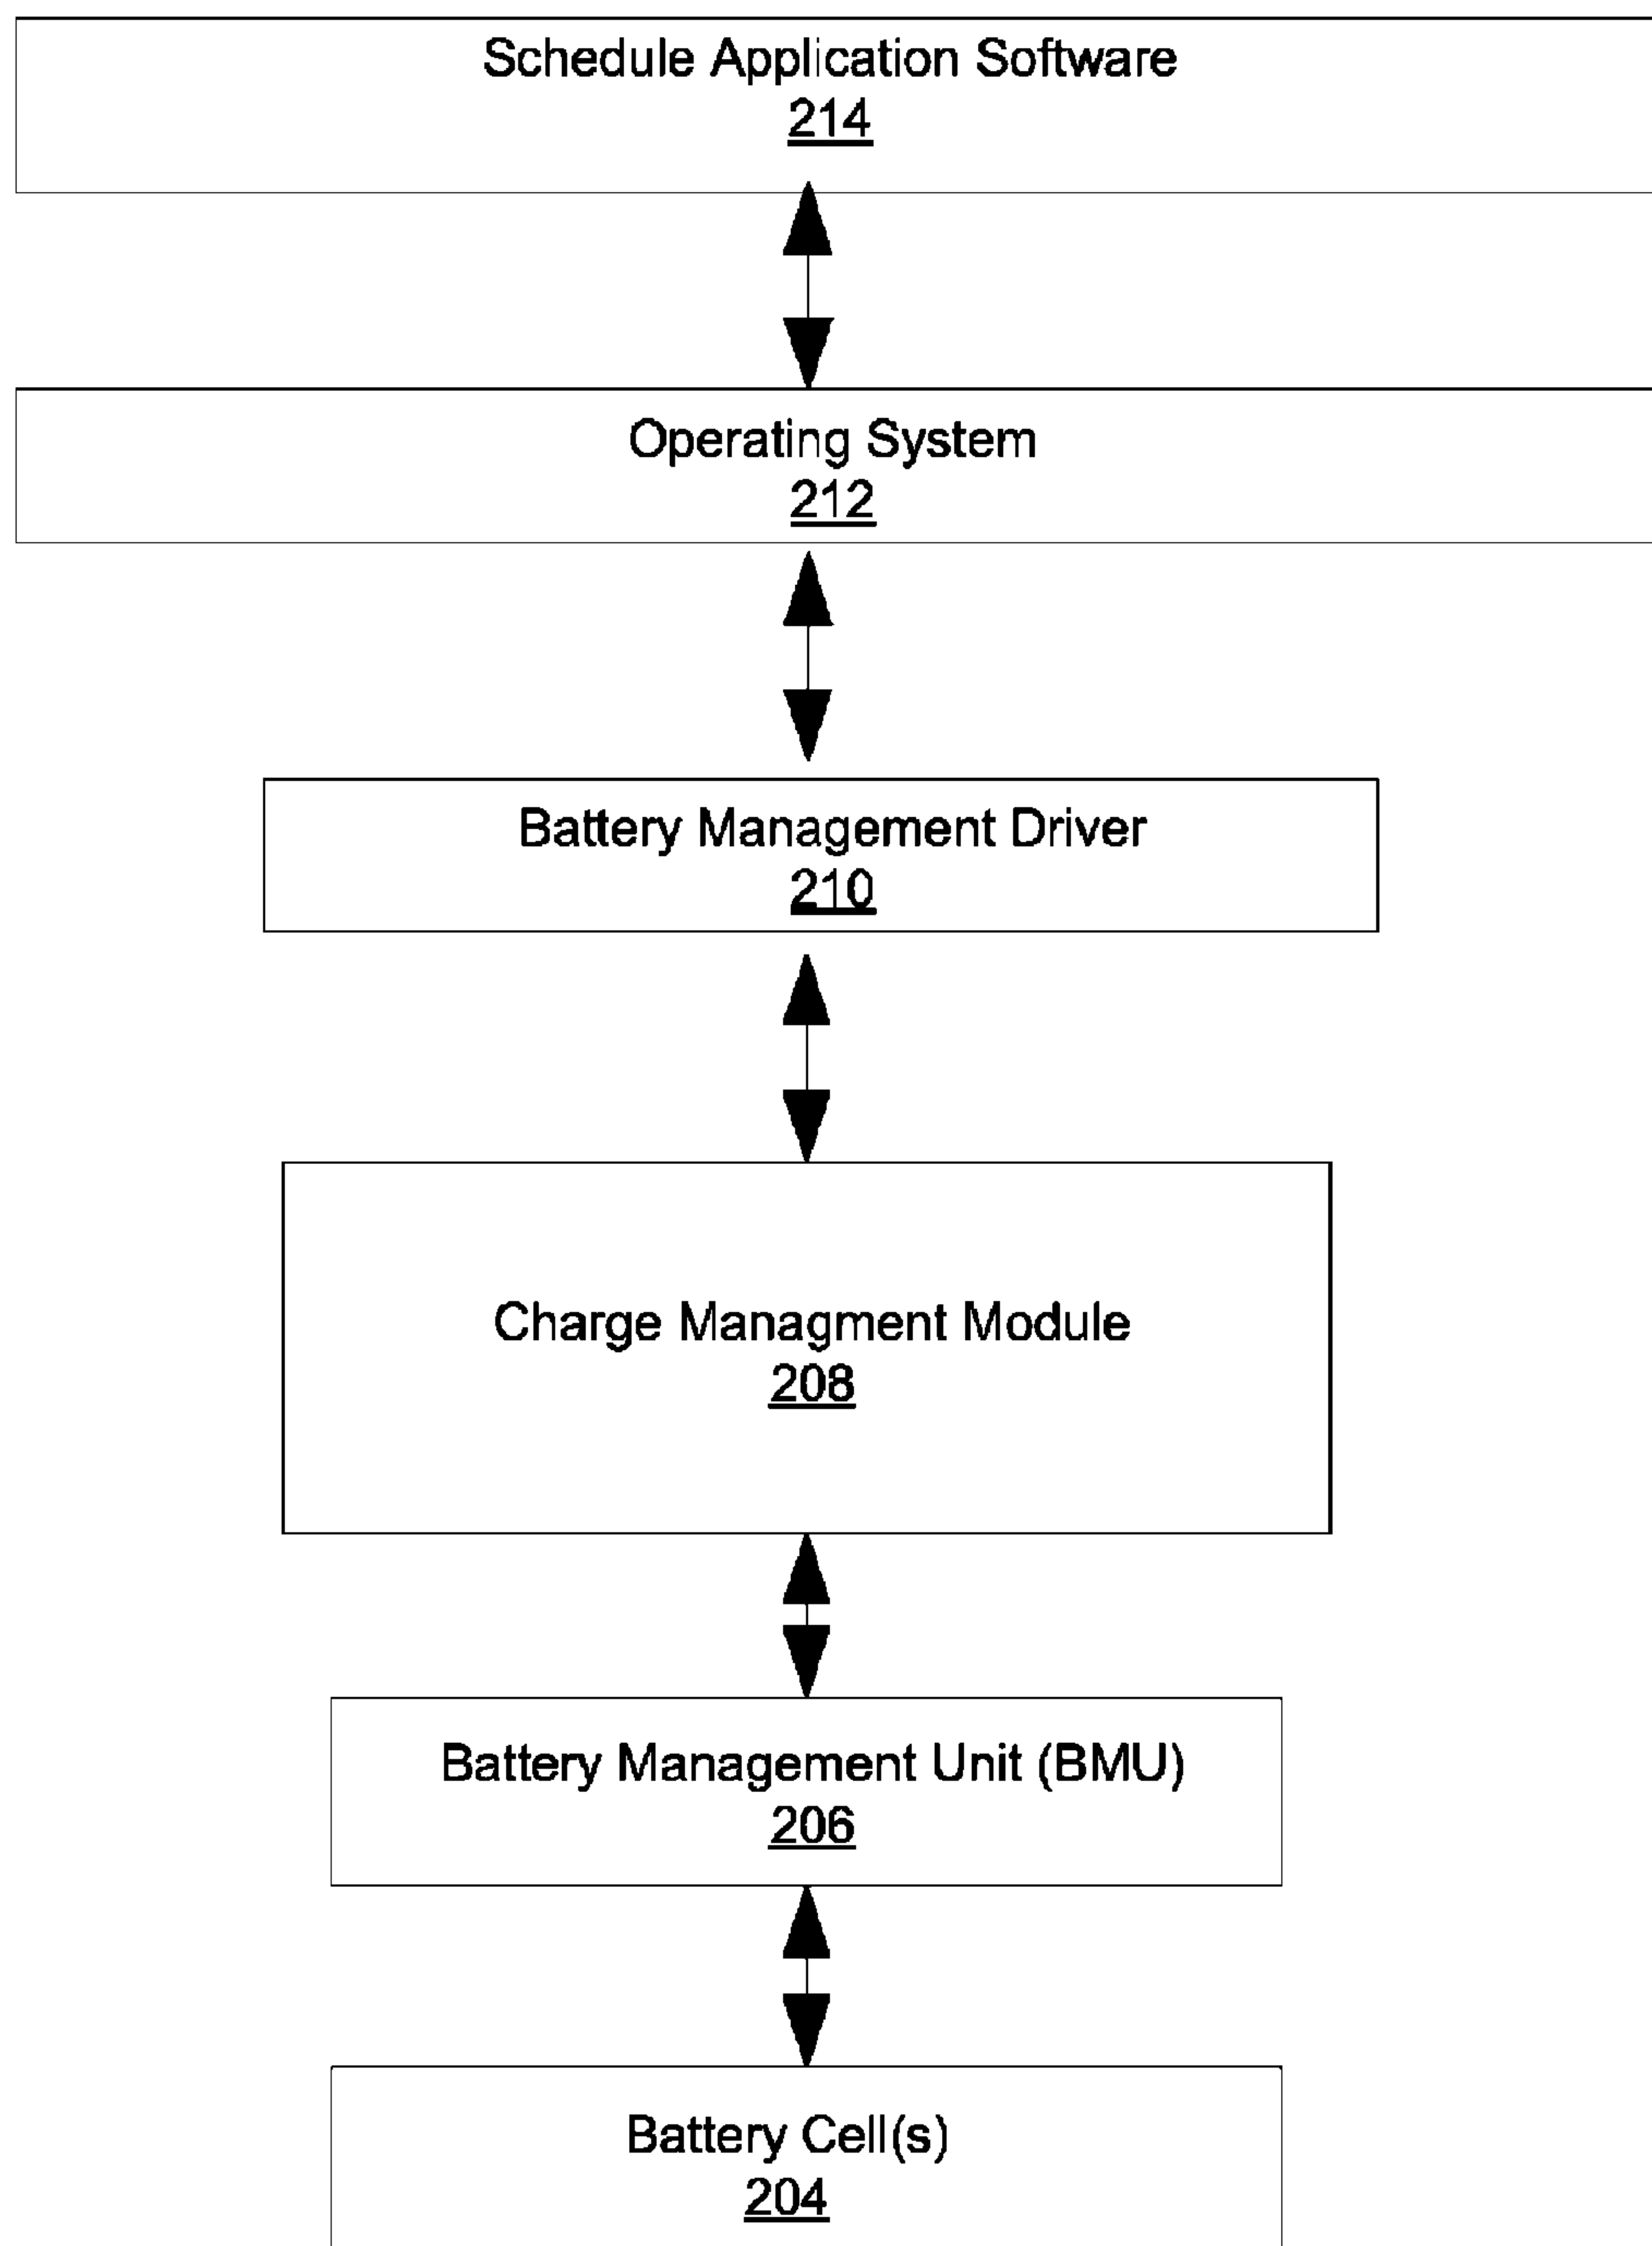 Schedule Application Software
214
Operating System
212
Battery Management Driver
210
Charge Managment Module
208
Battery Management Unit (BMU)
206
Battery Cell(s)
204